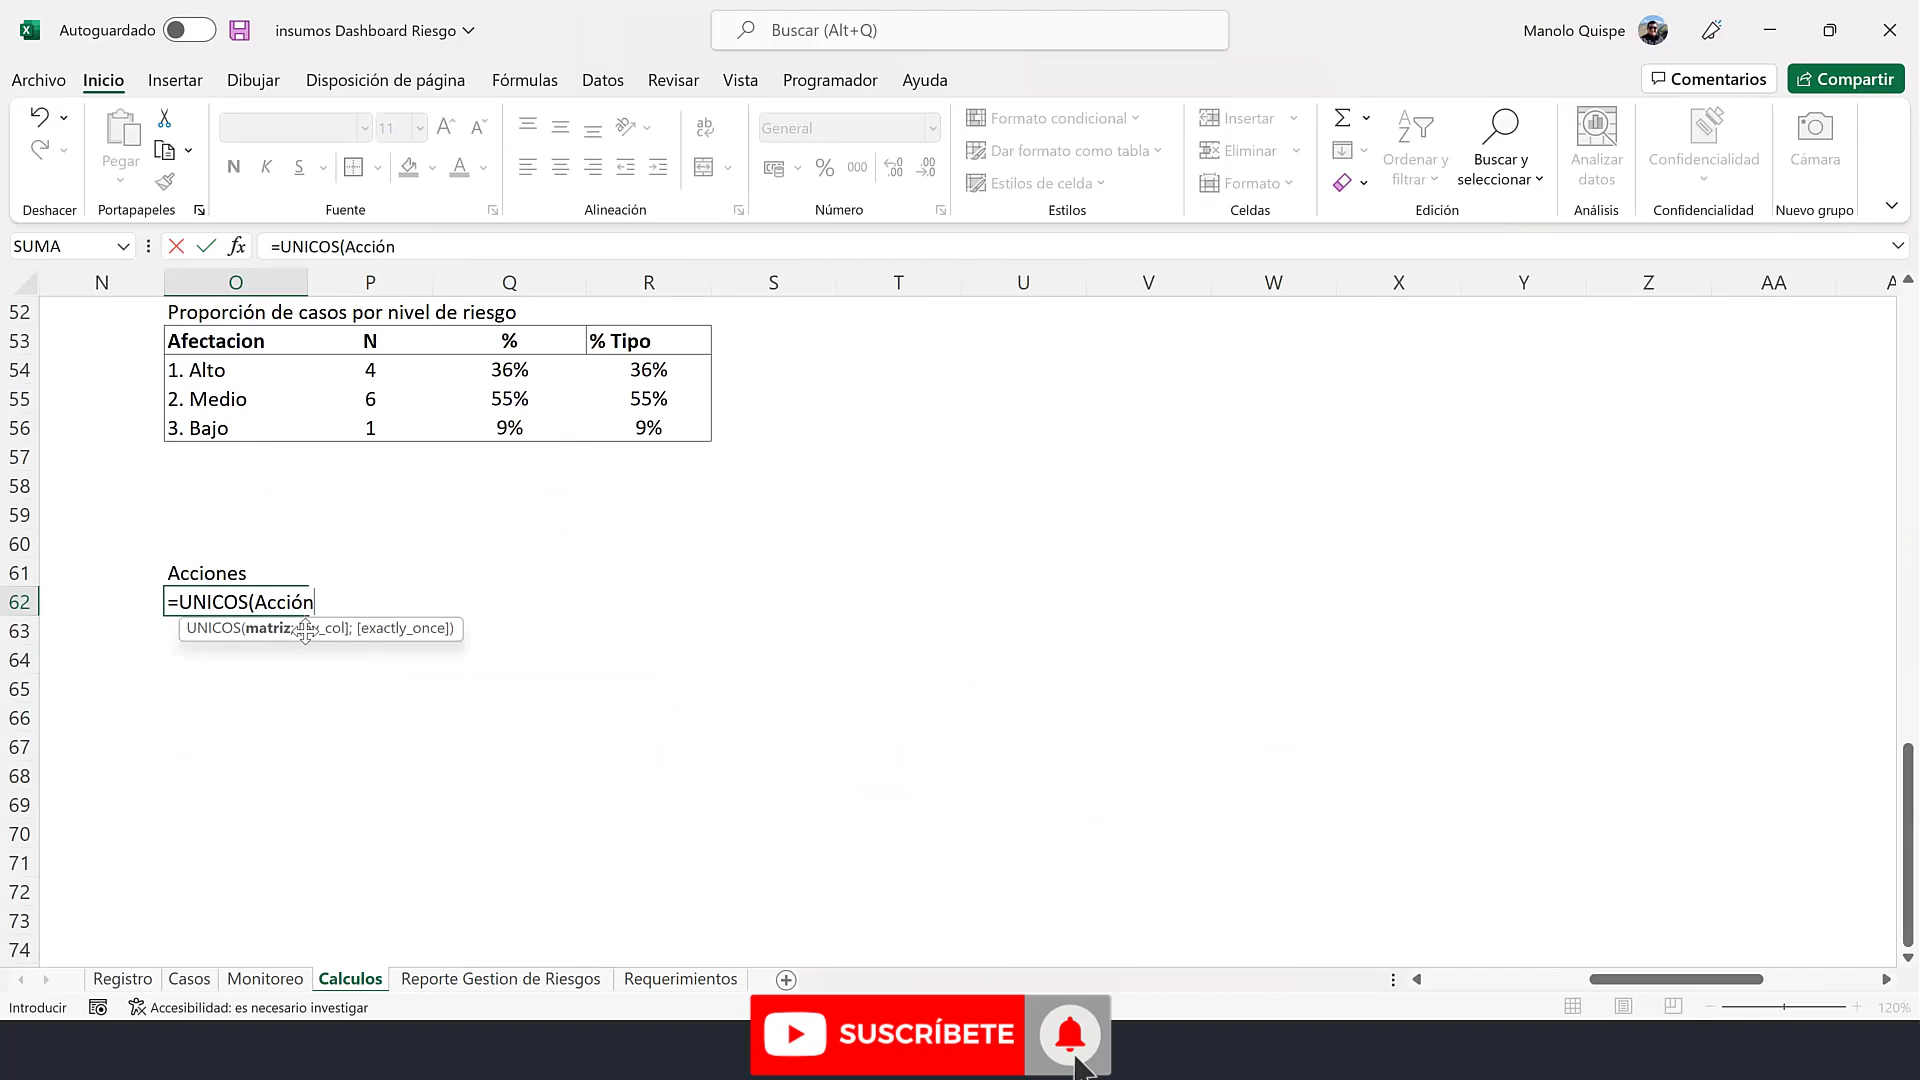 Autoguardado
insumos Dashboard Riesgo
Buscar (Alt+Q)
Manolo Quispe
Archivo Inicio Insertar Dibujar Disposición de página Fórmulas Datos Revisar Vista Programador Ayuda
Comentarios
Compartir
Pegar
N K S
11
General
ab
% 000
Formato condicional
Dar formato como tabla
Estilos de celda
Insertar
Eliminar
Formato
Ordenar y
filtrar
Buscar y
seleccionar
Analizar
datos
Confidencialidad
Cámara
Deshacer Portapapeles Fuente Alineación Número Estilos Celdas Edición Análisis Confidencialidad Nuevo grupo
SUMA
fx
=UNICOS(Acción
N O P Q R S T U V W X Y Z AA
52 Proporción de casos por nivel de riesgo
53 Afectacion N % % Tipo
54 1. Alto 4 36% 36%
55 2. Medio 6 55% 55%
56 3. Bajo 1 9% 9%
57
58
59
60
61 Acciones
62 =UNICOS(Acción
63 UNICOS(matriz; _col]; [exactly_once])
64
65
66
67
68
69
70
71
72
73
74
Registro Casos Monitoreo Calculos Reporte Gestion de Riesgos Requerimientos
Introducir
Accesibilidad: es necesario investigar
120%
SUSCRÍBETE